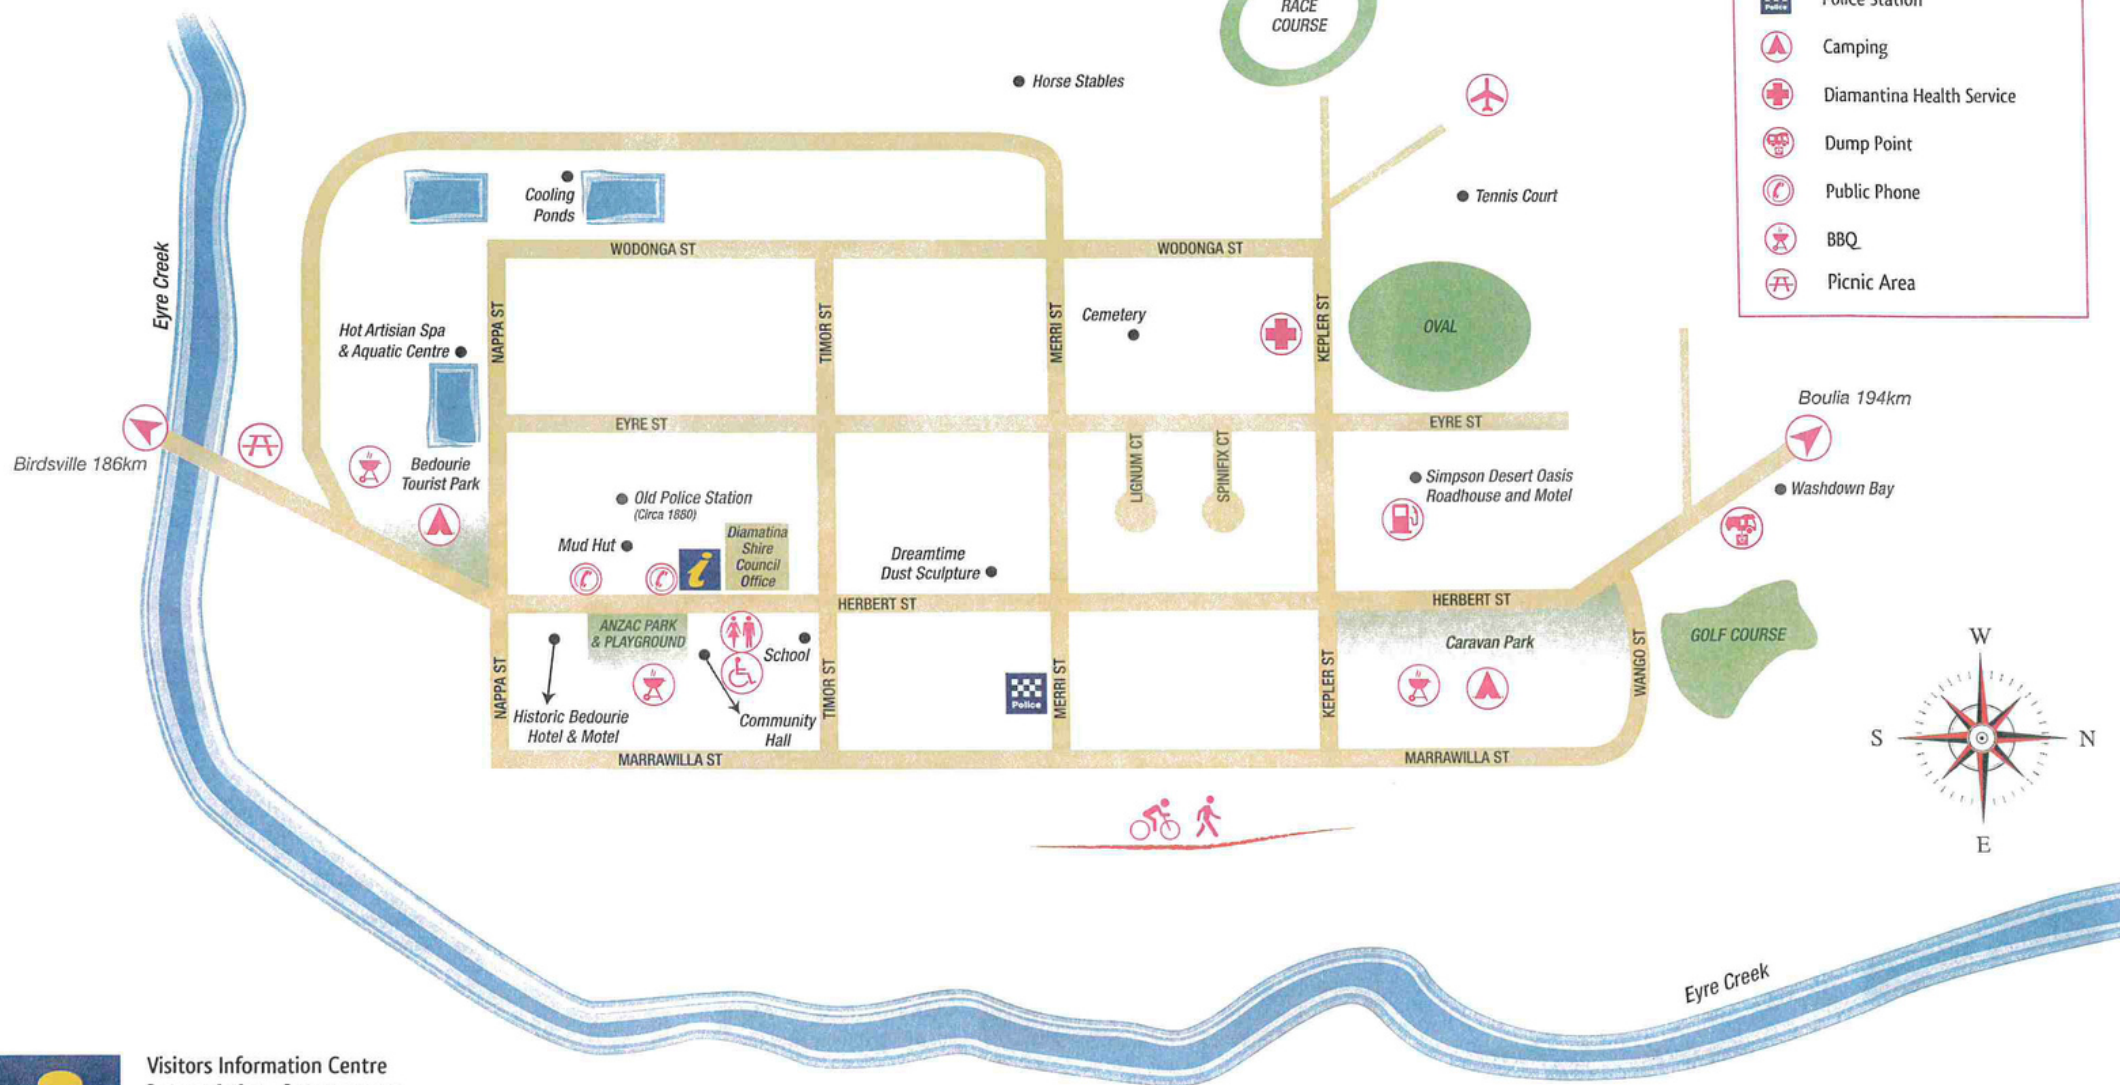 RACE
COURSE
Police
Police Station
Camping
Diamantina Health Service
Dump Point
Public Phone
BBQ
Picnic Area
Horse Stables
Tennis Court
Cooling
Ponds
WODONGA ST
WODONGA ST
Eyre Creek
Hot Artisian Spa
& Aquatic Centre
NAPPA ST
TIMOR ST
MERRI ST
Cemetery
KEPLER ST
OVAL
EYRE ST
EYRE ST
Birdsville 186km
Boulia 194km
Bedourie
Tourist Park
Old Police Station
(Circa 1880)
Mud Hut
i
Diamatina
Shire
Council
Office
Dreamtime
Dust Sculpture
LIGNUM CT
SPINIFIX CT
Simpson Desert Oasis
Roadhouse and Motel
Washdown Bay
HERBERT ST
HERBERT ST
ANZAC PARK
& PLAYGROUND
School
NAPPA ST
TIMOR ST
Police
MERRI ST
KEPLER ST
Caravan Park
WANGO ST
GOLF COURSE
Historic Bedourie
Hotel & Motel
Community
Hall
MARRAWILLA ST
MARRAWILLA ST
W
S
N
E
Eyre Creek
Visitors Information Centre